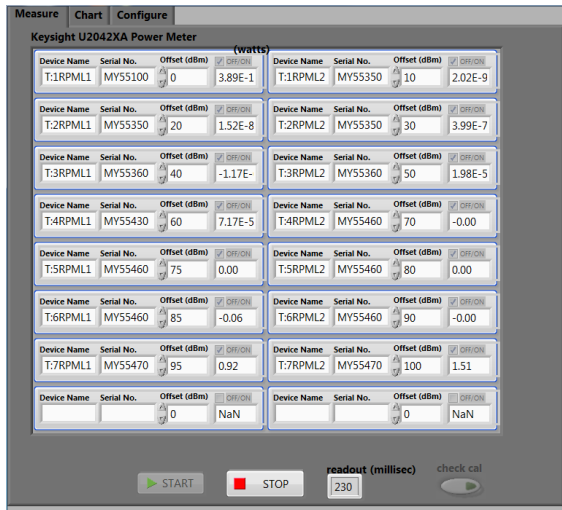 Measure Chart Configure
Keysight U2042XA Power Meter
(watts)
Device Name Serial No. Offset (dBm) OFF/ON Device Name Serial No. Offset (dBm) OFF/ON
T:1RPML1 MY55100 0 3.89E-1 T:1RPML2 MY55350 10 2.02E-9
Device Name Serial No. Offset (dBm) OFF/ON Device Name Serial No. Offset (dBm) OFF/ON
T:2RPML1 MY55350 20 1.52E-8 T:2RPML2 MY55350 30 3.99E-7
Device Name Serial No. Offset (dBm) OFF/ON Device Name Serial No. Offset (dBm) OFF/ON
T:3RPML1 MY55360 40 -1.17E- T:3RPML2 MY55360 50 1.98E-5
Device Name Serial No. Offset (dBm) OFF/ON Device Name Serial No. Offset (dBm) OFF/ON
T:4RPML1 MY55430 60 7.17E-5 T:4RPML2 MY55460 70 -0.00
Device Name Serial No. Offset (dBm) OFF/ON Device Name Serial No. Offset (dBm) OFF/ON
T:5RPML1 MY55460 75 0.00 T:5RPML2 MY55460 80 0.00
Device Name Serial No. Offset (dBm) OFF/ON Device Name Serial No. Offset (dBm) OFF/ON
T:6RPML1 MY55460 85 -0.06 T:6RPML2 MY55460 90 -0.00
Device Name Serial No. Offset (dBm) OFF/ON Device Name Serial No. Offset (dBm) OFF/ON
T:7RPML1 MY55470 95 0.92 T:7RPML2 MY55470 100 1.51
Device Name Serial No. Offset (dBm) OFF/ON Device Name Serial No. Offset (dBm) OFF/ON
0 NaN 0 NaN
readout (millisec) check cal
START STOP 230